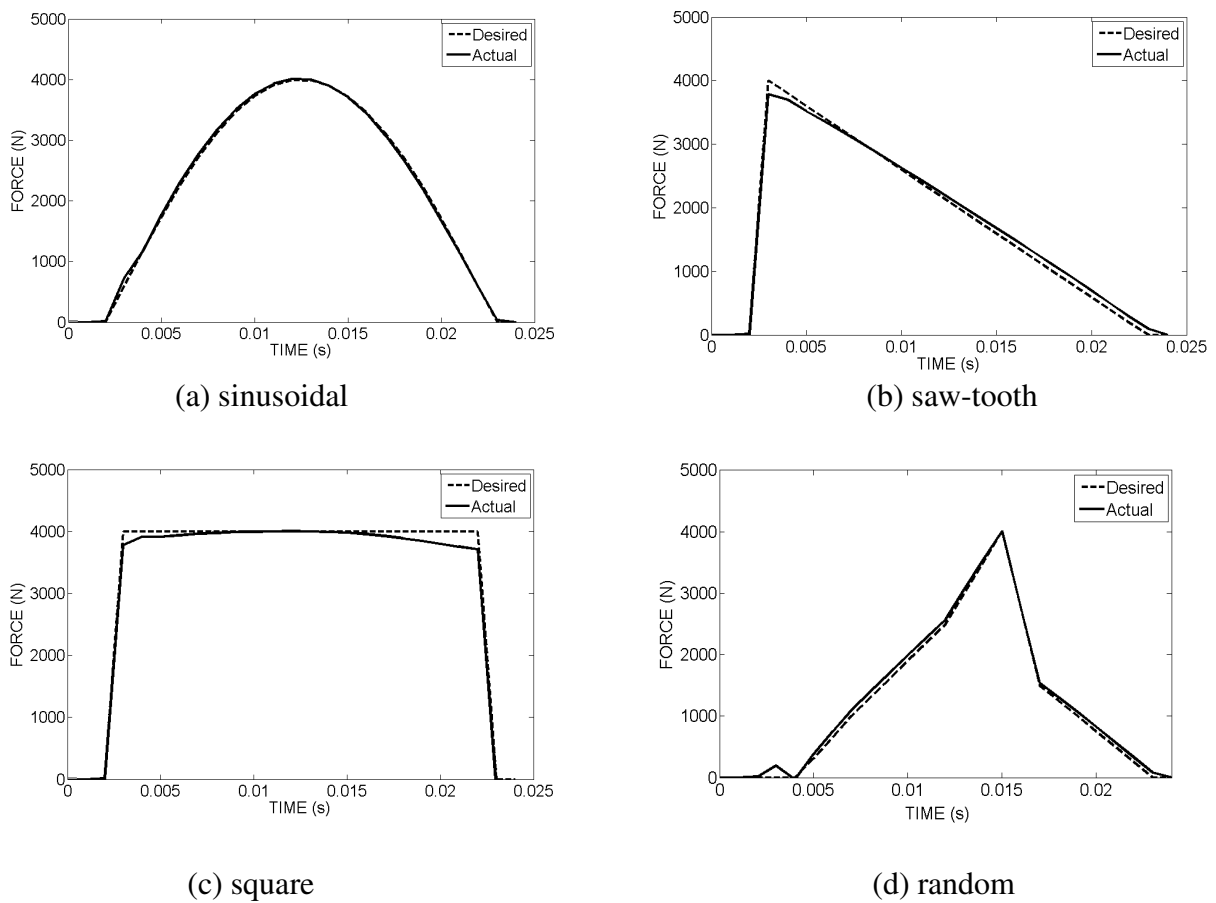 5000
4000
3000
2000
1000
0
FORCE (N)
Desired
Actual
0 0.005 0.01 0.015 0.02 0.025
TIME (s)
(a) sinusoidal
5000
4000
3000
2000
1000
0
FORCE (N)
Desired
Actual
0 0.005 0.01 0.015 0.02 0.025
TIME (s)
(b) saw-tooth
5000
4000
3000
2000
1000
0
FORCE (N)
Desired
Actual
0 0.005 0.01 0.015 0.02 0.025
TIME (s)
(c) square
5000
4000
3000
2000
1000
0
FORCE (N)
Desired
Actual
0 0.005 0.01 0.015 0.02
TIME (s)
(d) random